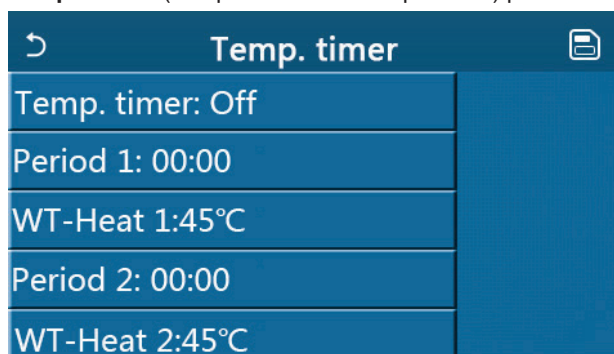 Temp. timer
Temp. timer: Off
Period 1: 00:00
WT-Heat 1:45℃
Period 2: 00:00
WT-Heat 2:45℃